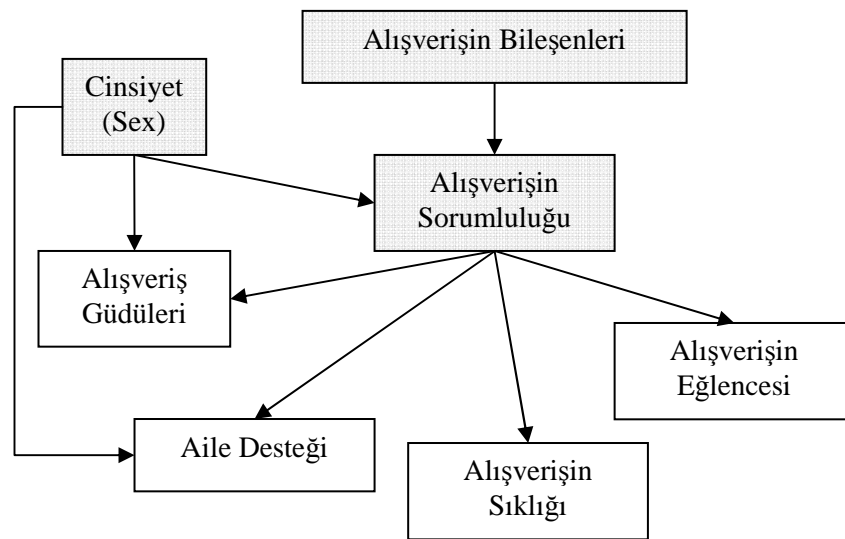 Alışverişin Bileşenleri
Cinsiyet
(Sex)
Alışverişin
Sorumluluğu
Alışveriş
Güdüleri
Alışverişin
Eğlencesi
Aile Desteği
Alışverişin
Sıklığı